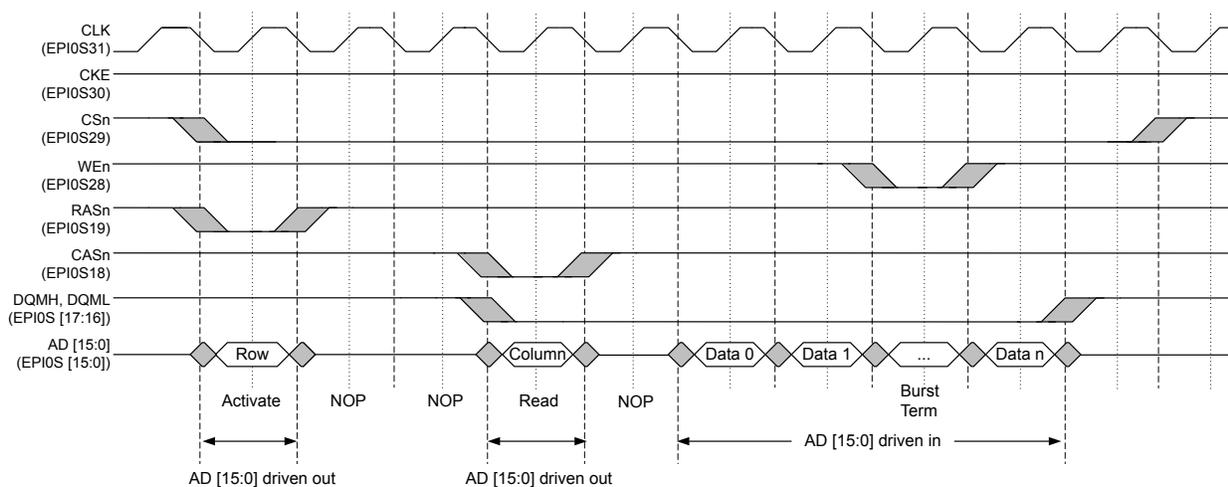 CLK
(EPI0S31)
CKE
(EPI0S30)
CSn
(EPI0S29)
WEn
(EPI0S28)
RASn
(EPI0S19)
CASn
(EPI0S18)
DQMH, DQML
(EPI0S [17:16])
AD [15:0]
(EPI0S [15:0])
Row Column Data 0 Data 1 ... Data n
Activate NOP NOP Read NOP Burst
Term
AD [15:0] driven in
AD [15:0] driven out AD [15:0] driven out